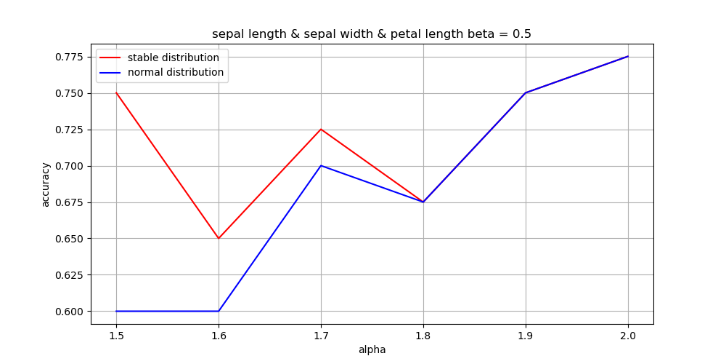 sepal length & sepal width & petal length beta = 0.5
stable distribution
normal distribution
accuracy
0.775
0.750
0.725
0.700
0.675
0.650
0.625
0.600
1.5 1.6 1.7 1.8 1.9 2.0
alpha